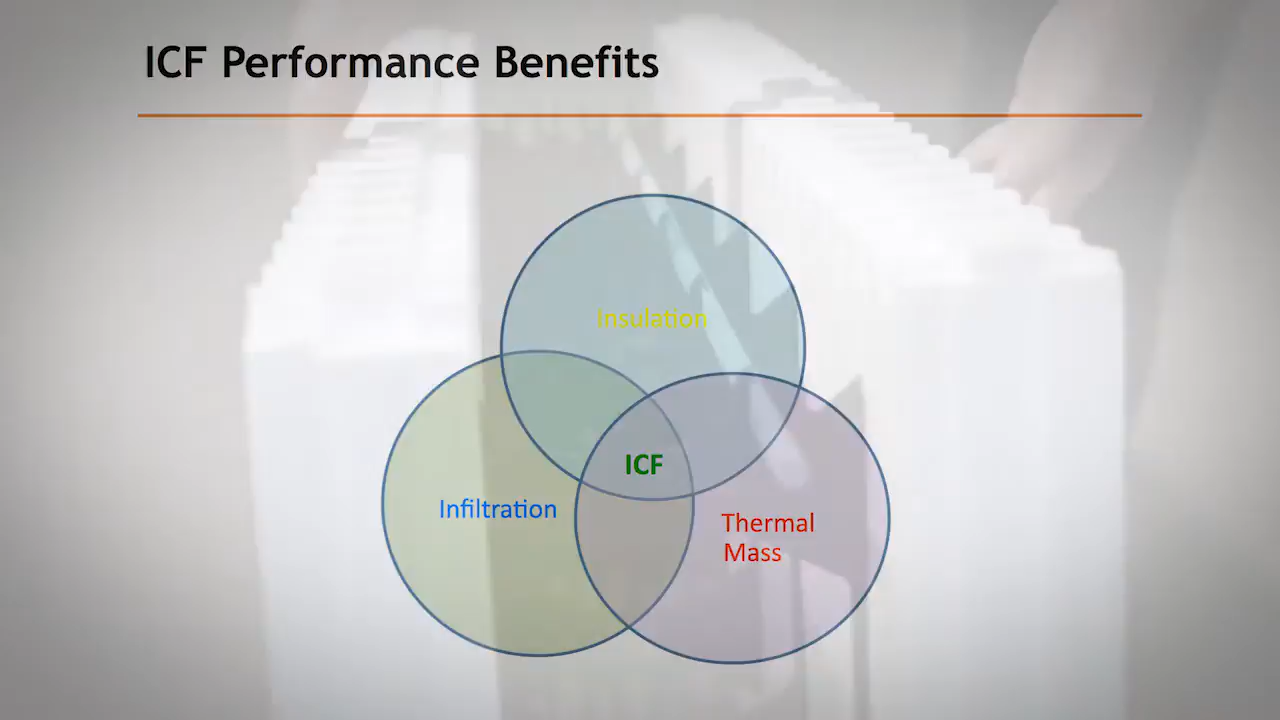 ICF Performance Benefits
Insulation
ICF
Infiltration
Thermal
Mass